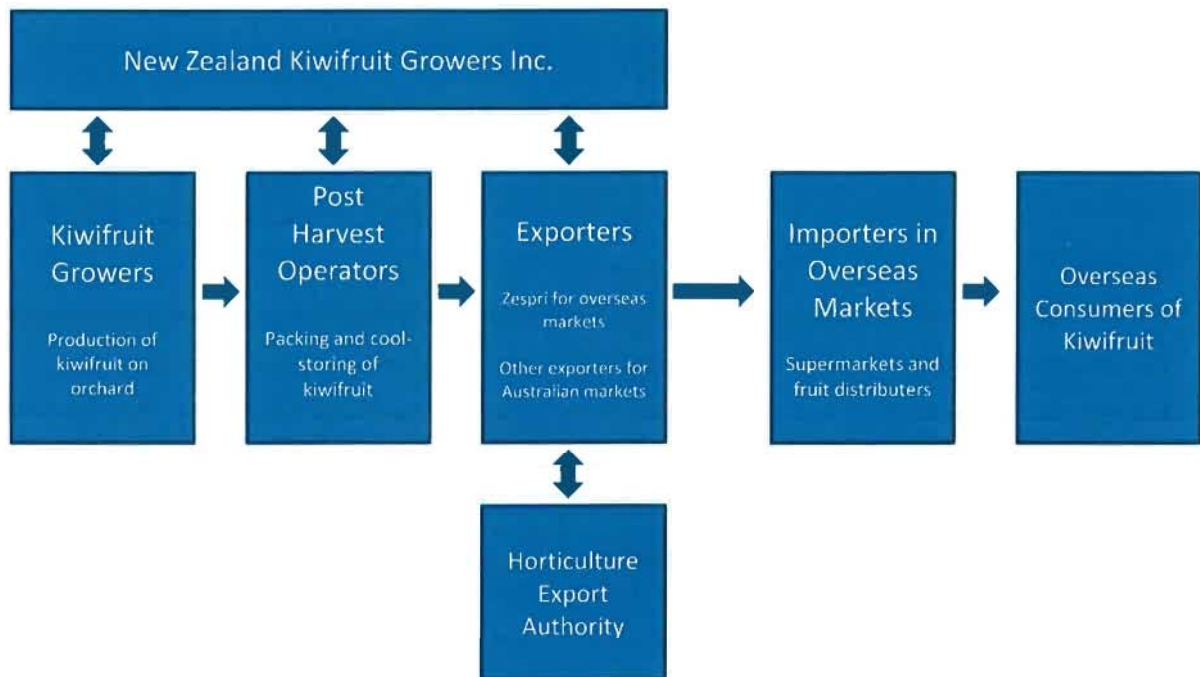 New Zealand Kiwifruit Growers Inc.
Kiwifruit
Growers
Production of
kiwifruit on
orchard
Post
Harvest
Operators
Packing and cool-
storing of
kiwifruit
Exporters
Zespri for overseas
markets
Other exporters for
Australian markets
Importers in
Overseas
Markets
Supermarkets and
fruit distributers
Overseas
Consumers of
Kiwifruit
Horticulture
Export
Authority